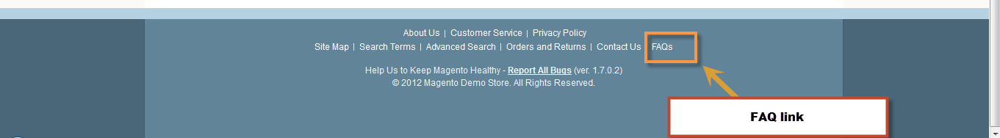 About Us | Customer Service | Privacy Policy
Site Map | Search Terms | Advanced Search | Orders and Returns | Contact Us FAQs
Help Us to Keep Magento Healthy - Report All Bugs (ver. 1.7.0.2)
© 2012 Magento Demo Store. All Rights Reserved.
FAQ link